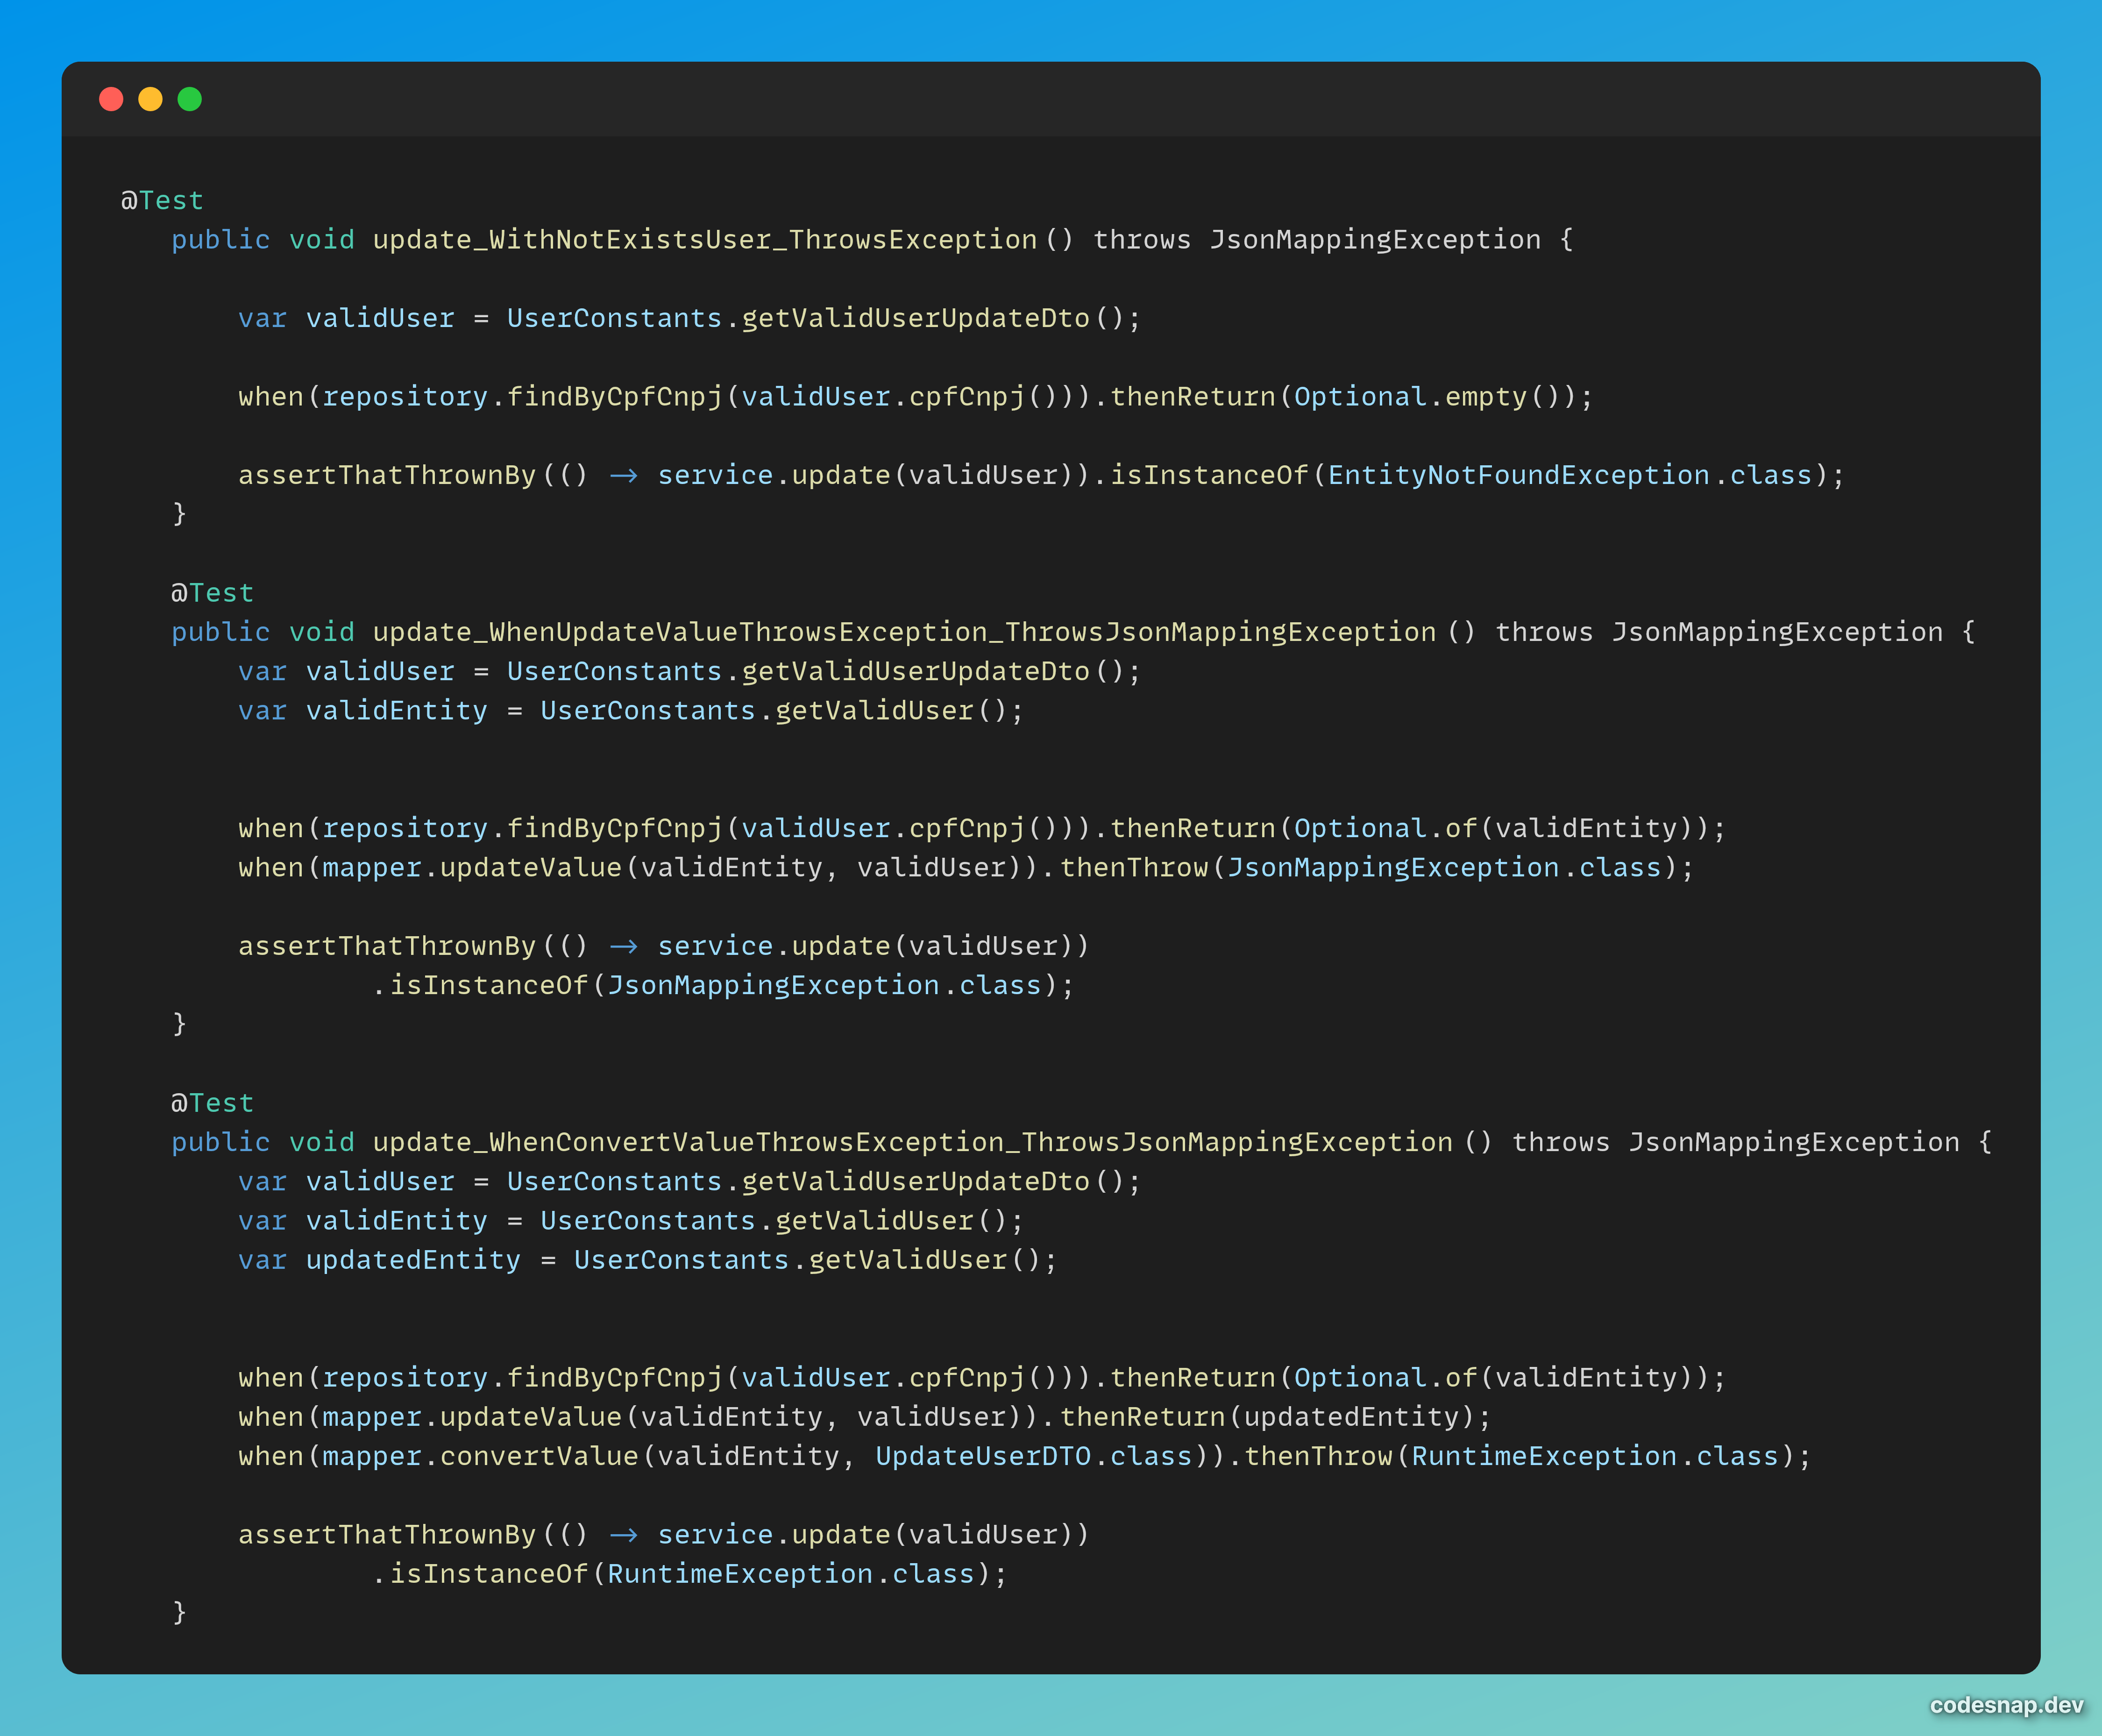 @Test
public void update_WithNotExistsUser_ThrowsException() throws JsonMappingException {
var validUser = UserConstants.getValidUserUpdateDto();
when(repository.findByCpfCnpj(validUser.cpfCnpj())).thenReturn(Optional.empty());
assertThatThrownBy(() -> service.update(validUser)).isInstanceOf(EntityNotFoundException.class);
}
@Test
public void update_WhenUpdateValueThrowsException_ThrowsJsonMappingException() throws JsonMappingException {
var validUser = UserConstants.getValidUserUpdateDto();
var validEntity = UserConstants.getValidUser();
when(repository.findByCpfCnpj(validUser.cpfCnpj())).thenReturn(Optional.of(validEntity));
when(mapper.updateValue(validEntity, validUser)).thenThrow(JsonMappingException.class);
assertThatThrownBy(() -> service.update(validUser))
.isInstanceOf(JsonMappingException.class);
}
@Test
public void update_WhenConvertValueThrowsException_ThrowsJsonMappingException() throws JsonMappingException {
var validUser = UserConstants.getValidUserUpdateDto();
var validEntity = UserConstants.getValidUser();
var updatedEntity = UserConstants.getValidUser();
when(repository.findByCpfCnpj(validUser.cpfCnpj())).thenReturn(Optional.of(validEntity));
when(mapper.updateValue(validEntity, validUser)).thenReturn(updatedEntity);
when(mapper.convertValue(validEntity, UpdateUserDTO.class)).thenThrow(RuntimeException.class);
assertThatThrownBy(() -> service.update(validUser))
.isInstanceOf(RuntimeException.class);
}
codesnap.dev